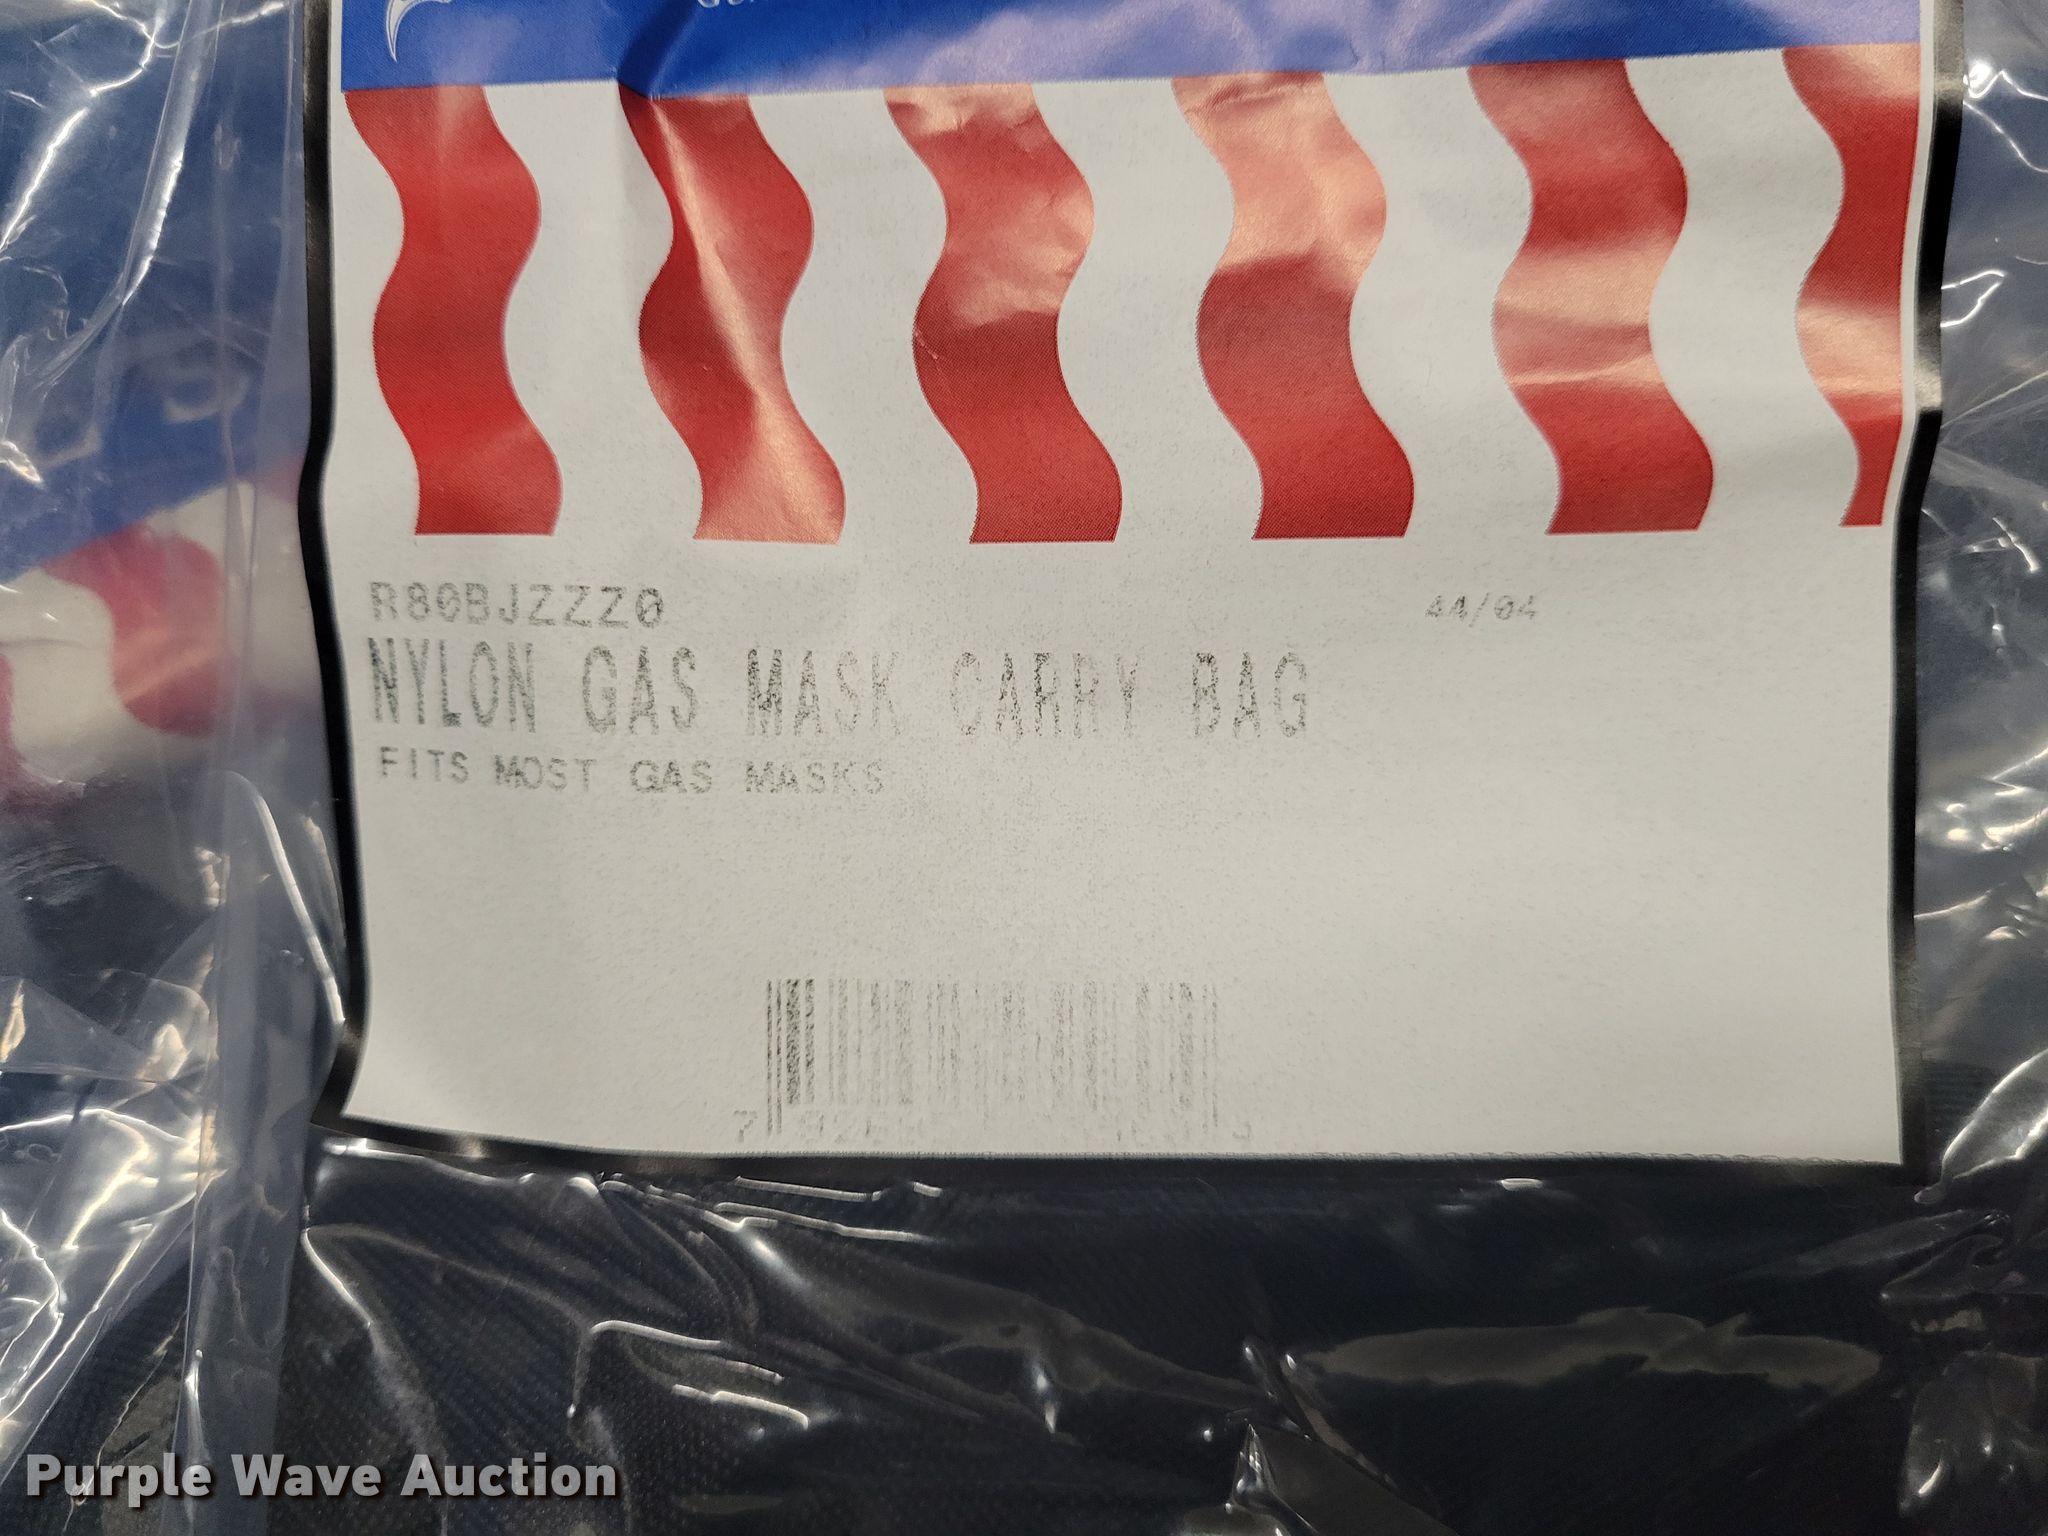 R80BJZZZ0 44/04
NYLON GAS MASK CARRY BAG
FITS MOST GAS MASKS
Purple Wave Auction